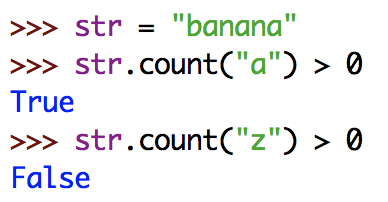 >>> str = "banana"
>>> str.count("a") > 0
True
>>> str.count("z") > 0
False